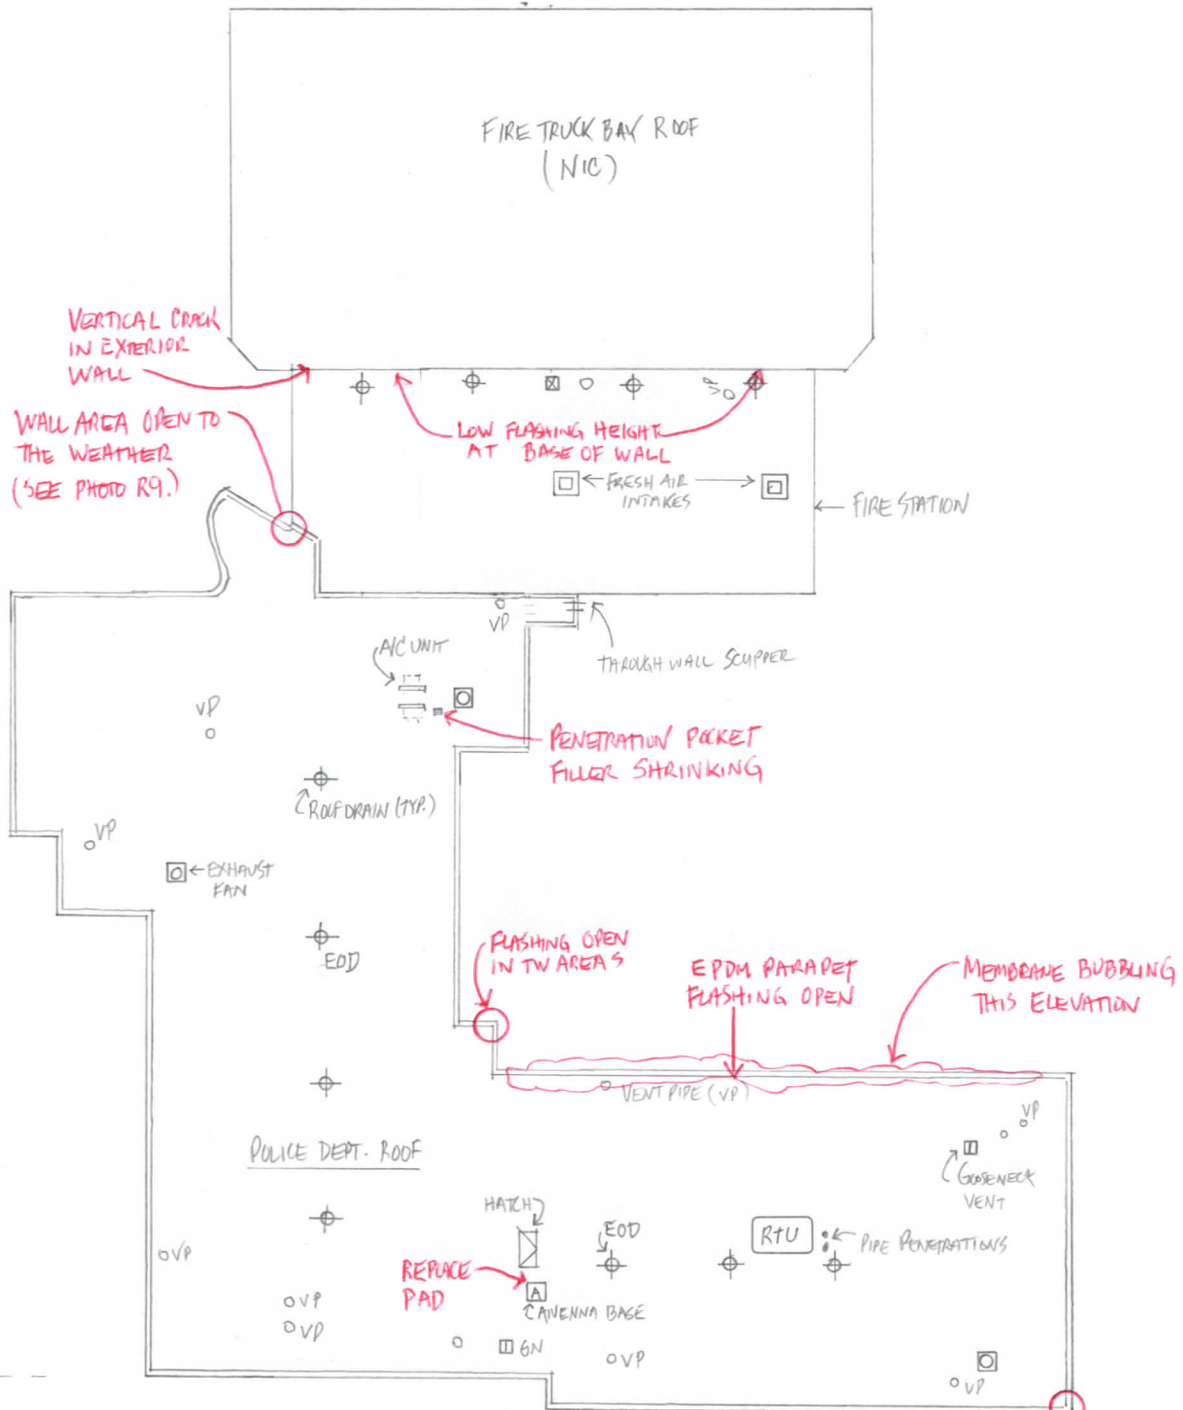 FIRE TRUCK BAY ROOF
(NIC)
VERTICAL CRACK
IN EXTERIOR
WALL
WALL AREA OPEN TO
THE WEATHER
(SEE PHOTO R9.)
VP
LOW FLASHING HEIGHT
AT BASE OF WALL
FRESH AIR
INTAKES
FIRE STATION
VP
THROUGH WALL SCUPPER
A/C UNIT
VP
PENETRATION POCKET
FILLER SHRINKING
ROOF DRAIN (TYP.)
VP
EXHAUST
FAN
EOD
FLASHING OPEN
IN TW AREAS
EPDM PARAPET
FLASHING OPEN
MEMBRANE BUBBLING
THIS ELEVATION
VENT PIPE (VP)
VP
POLICE DEPT. ROOF
GOOSENECK
VENT
HATCH
EOD
RTU
PIPE PENETRATIONS
VP
REPLACE
PAD
A
ANENNA BASE
VP
VP
GN
VP
VP